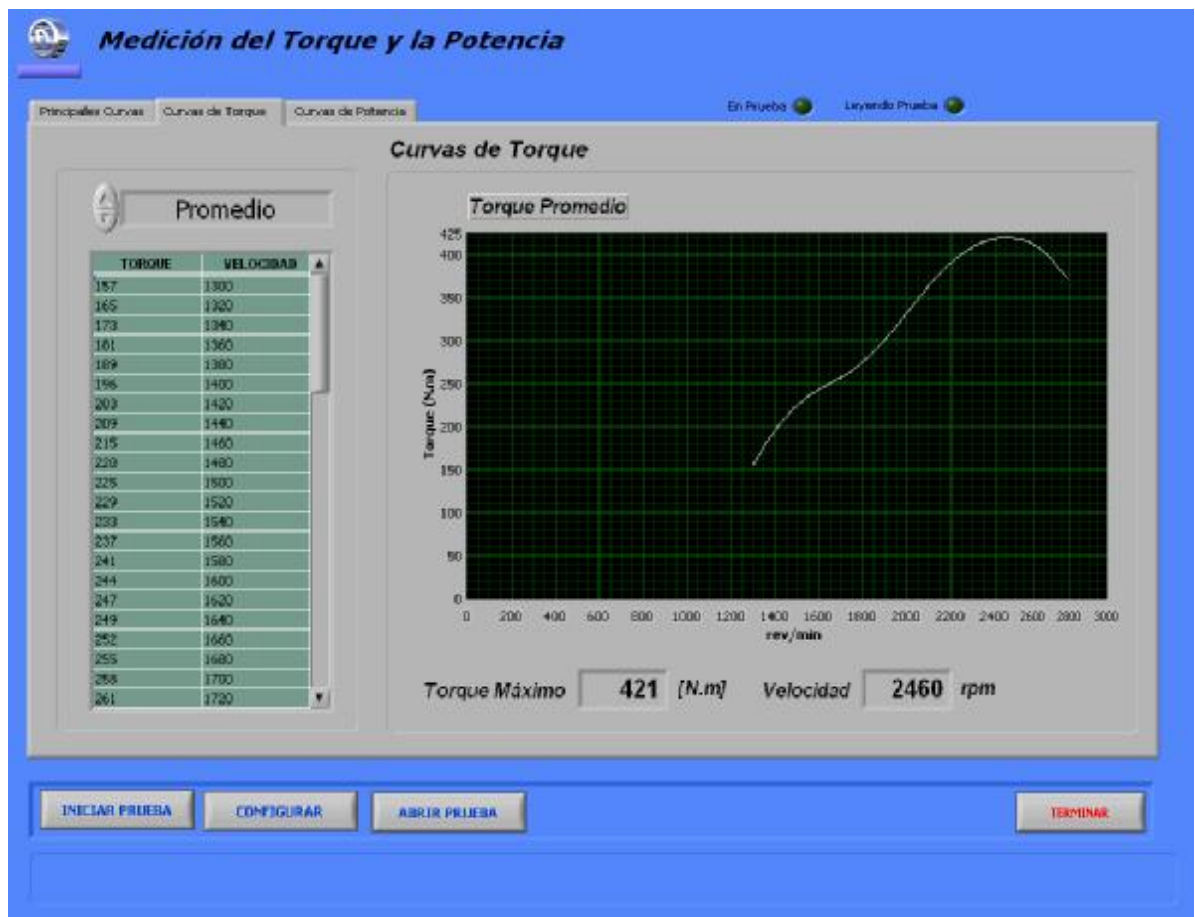 Medición del Torque y la Potencia
Principales Curvas Curvas de Torque Curvas de Potencia En Prueba Leyendo Prueba
Curvas de Torque
Promedio
TORQUE VELOCIDAD
157 1300
165 1320
173 1340
181 1360
189 1380
196 1400
203 1420
209 1440
215 1460
220 1480
225 1500
229 1520
233 1540
237 1560
241 1580
244 1600
247 1620
249 1640
252 1660
255 1680
258 1700
261 1720
Torque Promedio
425
400
350
300
250
200
150
100
50
0
Torque (N.m)
0 200 400 600 800 1000 1200 1400 1600 1800 2000 2200 2400 2600 2800 3000
rev/min
Torque Máximo 421 [N.m] Velocidad 2460 rpm
INICIAR PRUEBA CONFIGURAR ABRIR PRUEBA TERMINAR